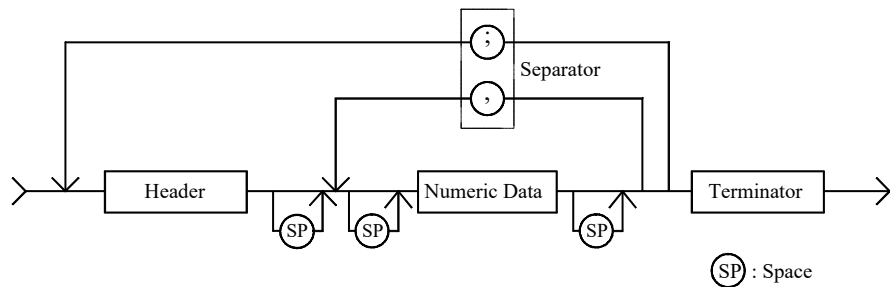 ;
Separator
,
Header
Numeric Data
Terminator
SP
SP
SP
SP : Space